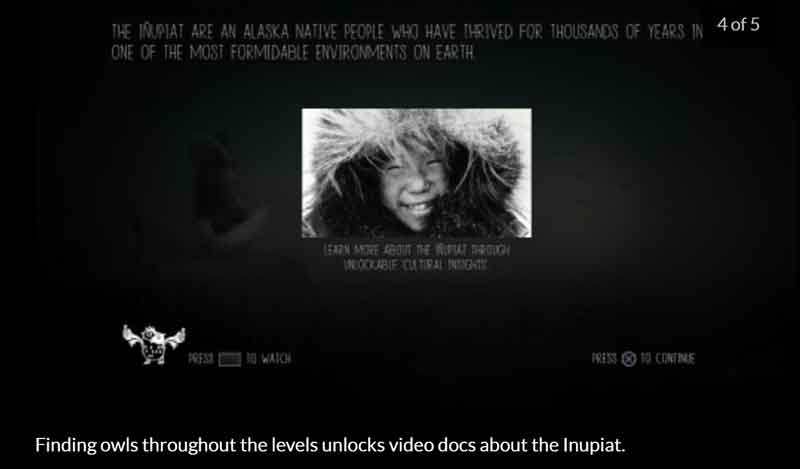 THE IÑUPIAT ARE AN ALASKA NATIVE PEOPLE WHO HAVE THRIVED FOR THOUSANDS OF YEARS IN
4 of 5
ONE OF THE MOST FORMIDABLE ENVIRONMENTS ON EARTH.
LEARN MORE ABOUT THE IÑUPIAT THROUGH
UNLOCKABLE CULTURAL INSIGHTS.
PRESS TO WATCH
PRESS TO CONTINUE
Finding owls throughout the levels unlocks video docs about the Inupiat.